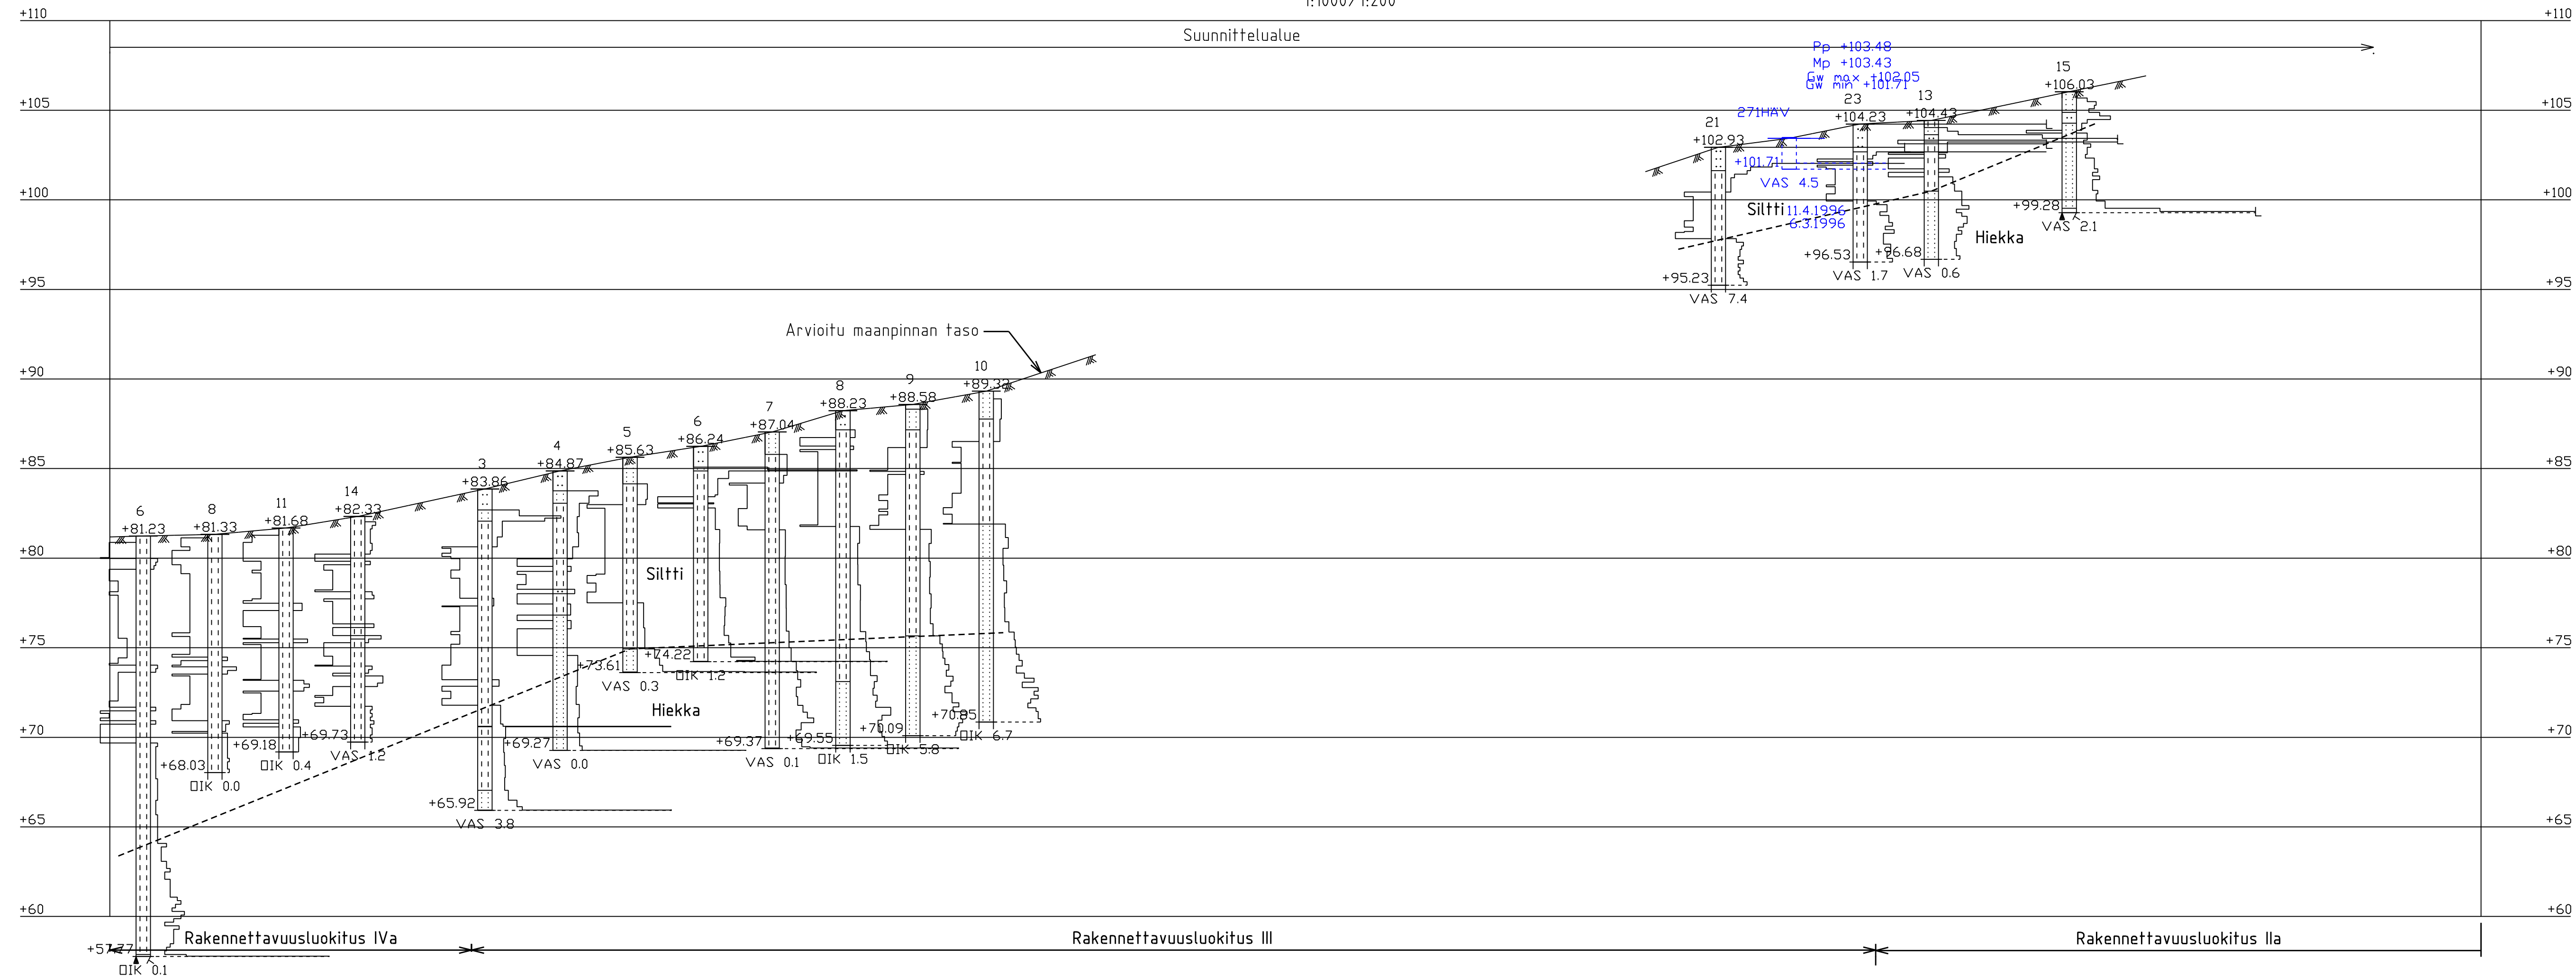 1:1000/1:200
+110
+110
Suunnittelualue
Pp +103.48
Mp +103.43
Gw max +102.05
Gw min +101.71
15
+106.03
+105
+105
271HAV
23
+104.23
13
+104.43
21
+102.93
+101.71
VAS 4.5
+100
+100
Siltti
11.4.1996
6.3.1996
+99.28
VAS 2.1
Hiekka
+96.53
VAS 1.7
+96.68
VAS 0.6
+95.23
VAS 7.4
+95
+95
Arvioitu maanpinnan taso
+90
+90
10
+89.32
9
+88.58
8
+88.23
7
+87.04
6
+86.24
5
+85.63
4
+84.87
3
+83.86
+85
+85
14
+82.33
11
+81.68
8
+81.33
6
+81.23
+80
+80
Siltti
+75
+75
+74.22
▯IK 1.2
+73.61
VAS 0.3
Hiekka
+70.85
▯IK 6.7
+70.09
▯IK 5.8
+69.55
▯IK 1.5
+69.37
VAS 0.1
+69.27
VAS 0.0
+70
+70
+69.73
VAS 1.2
+69.18
▯IK 0.4
+68.03
▯IK 0.0
+65.92
VAS 3.8
+65
+65
+60
+60
Rakennettavuusluokitus IVa
Rakennettavuusluokitus III
Rakennettavuusluokitus IIa
+57.77
▯IK 0.1